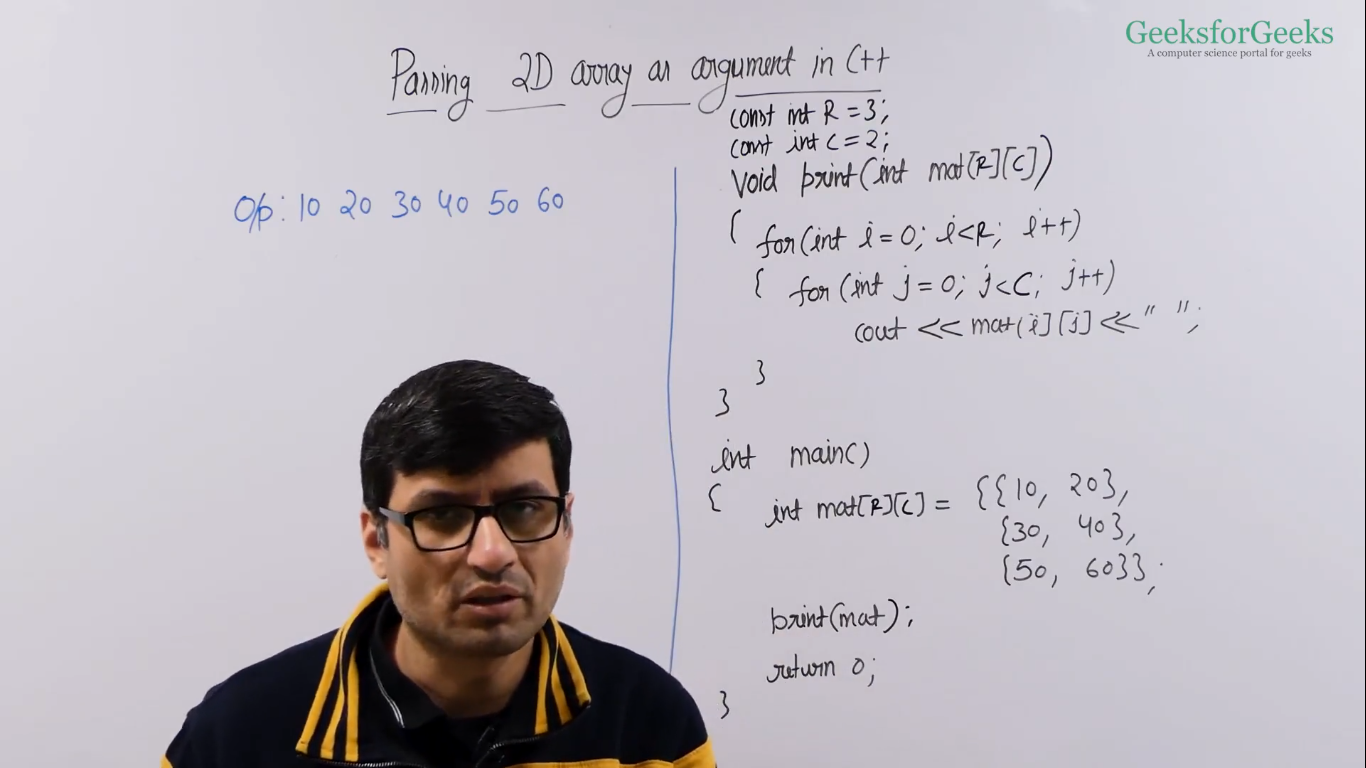 GeeksforGeeks
A computer science portal for geeks
Passing 2D array as argument in C++
O/p: 10 20 30 40 50 60
const int R = 3;
const int C = 2;
void print(int mat[R][C])
{ for(int i = 0; i<R; i++)
{ for (int j = 0; j<C; j++)
cout << mat[i][j] << " ";
}
}
int main()
{ int mat[R][C] = {{10, 20},
{30, 40},
{50, 60}};
print(mat);
return 0;
}